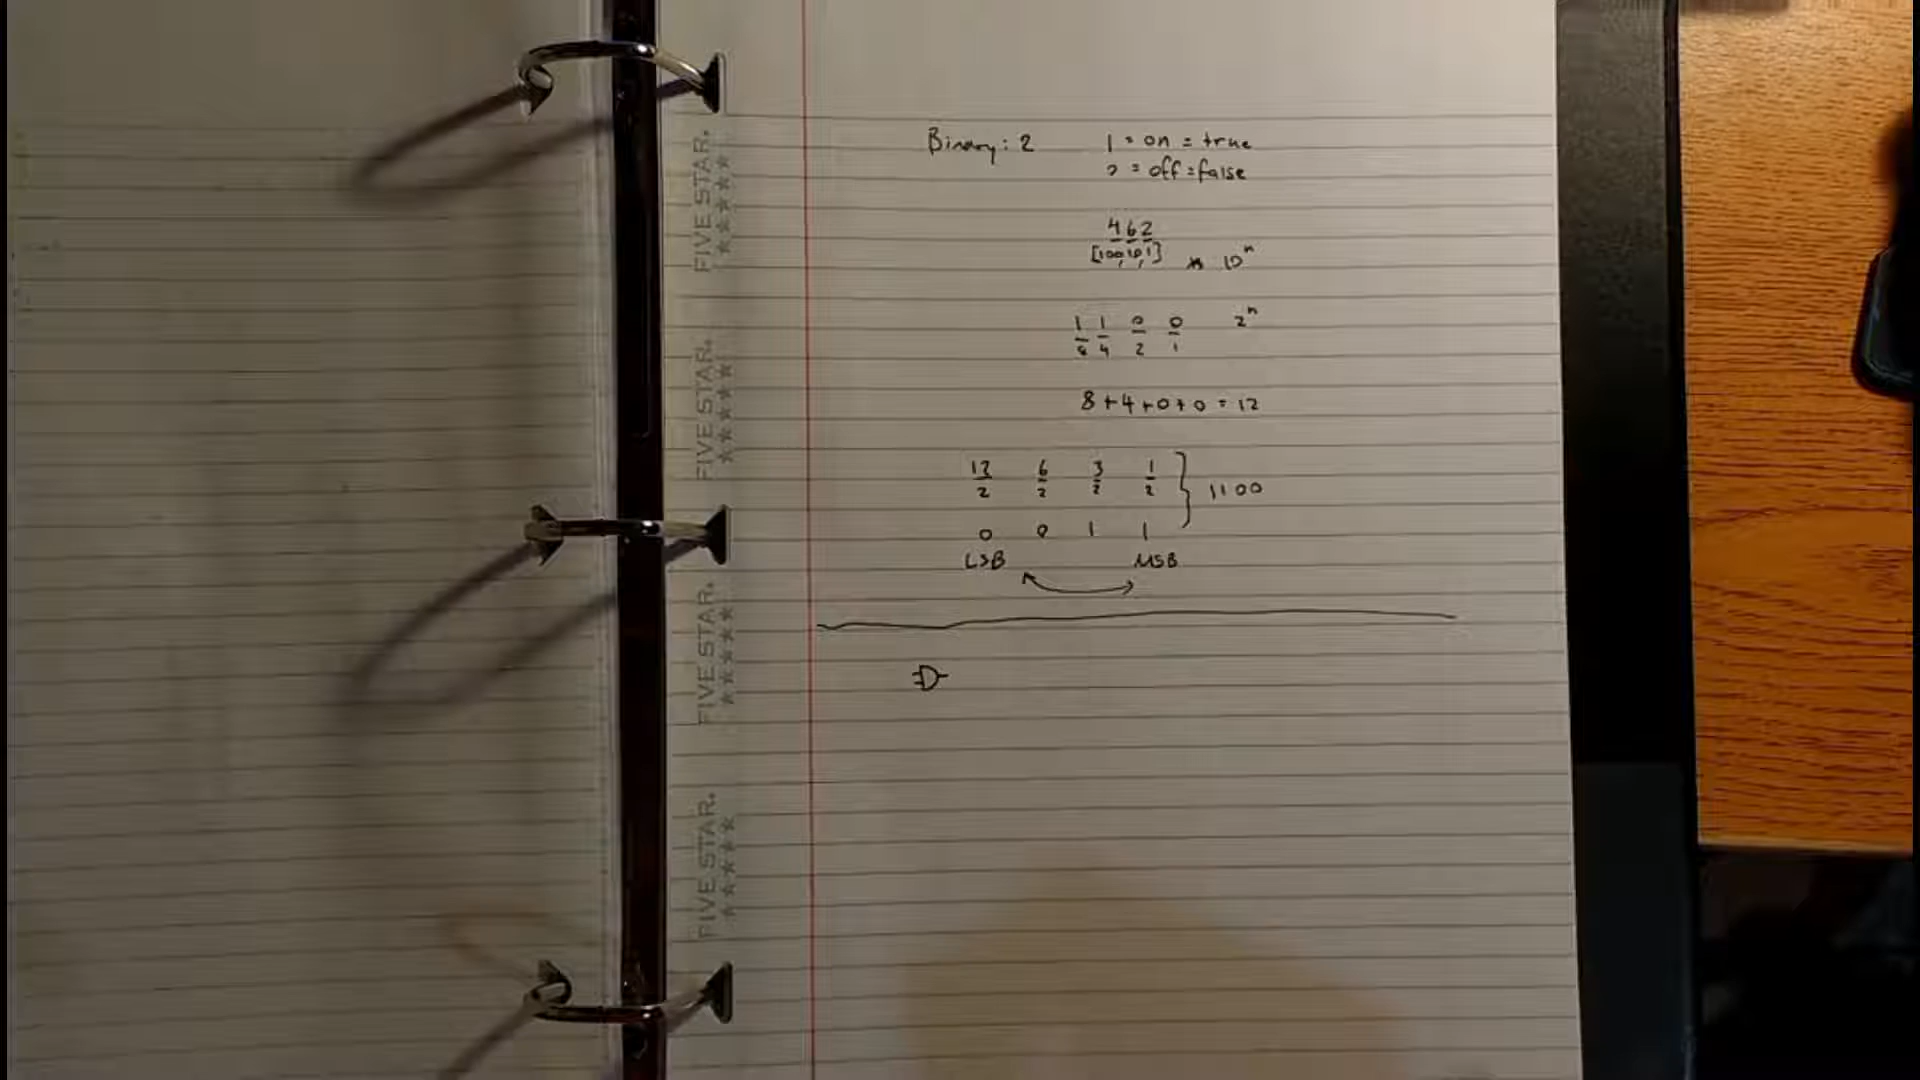 Binary: 2 1 = on = true
0 = off = false
462
[100,10,1] * 10^n
1 1 0 0 2^n
8 4 2 1
8+4+0+0 = 12
12/2 6/2 3/2 1/2 } 1100
0 0 1 1
LSB MSB
FIVE STAR.
FIVE STAR.
FIVE STAR.
FIVE STAR.